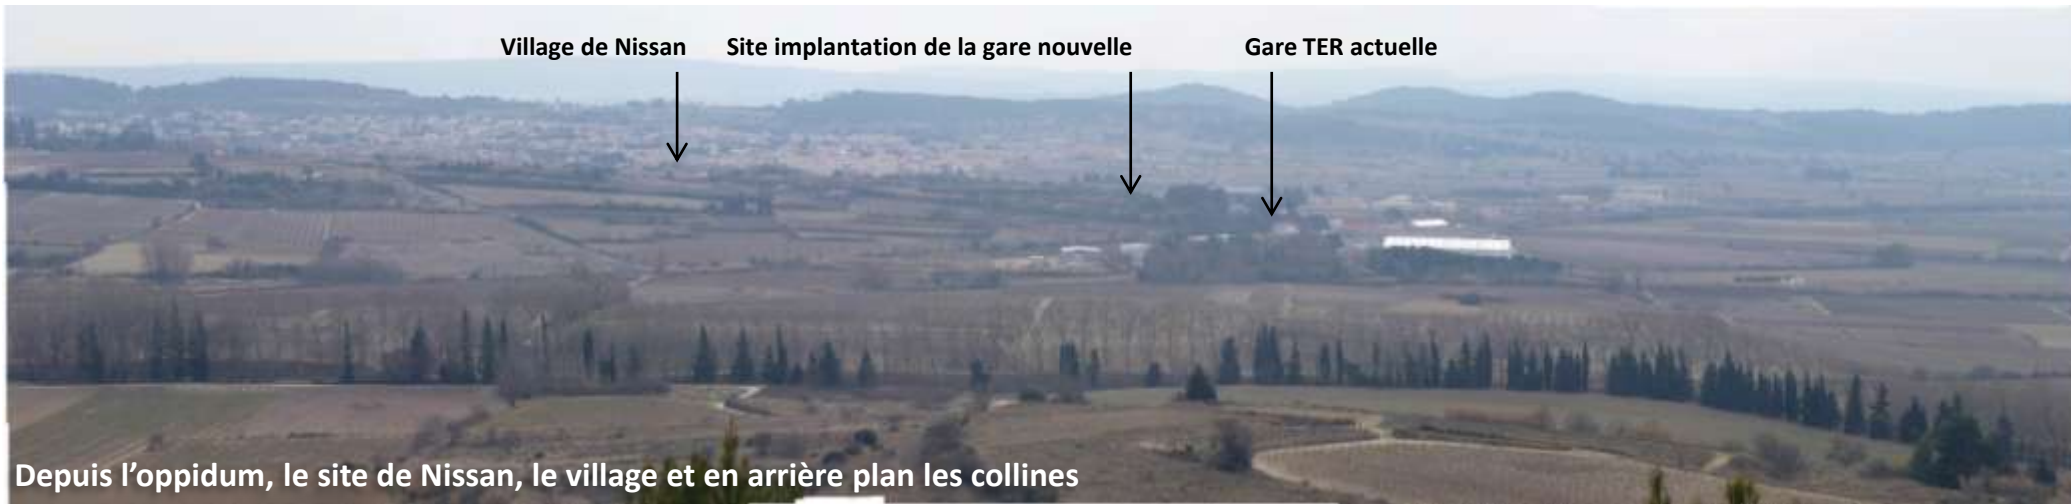 Village de Nissan
Site implantation de la gare nouvelle
Gare TER actuelle
Depuis l'oppidum, le site de Nissan, le village et en arrière plan les collines